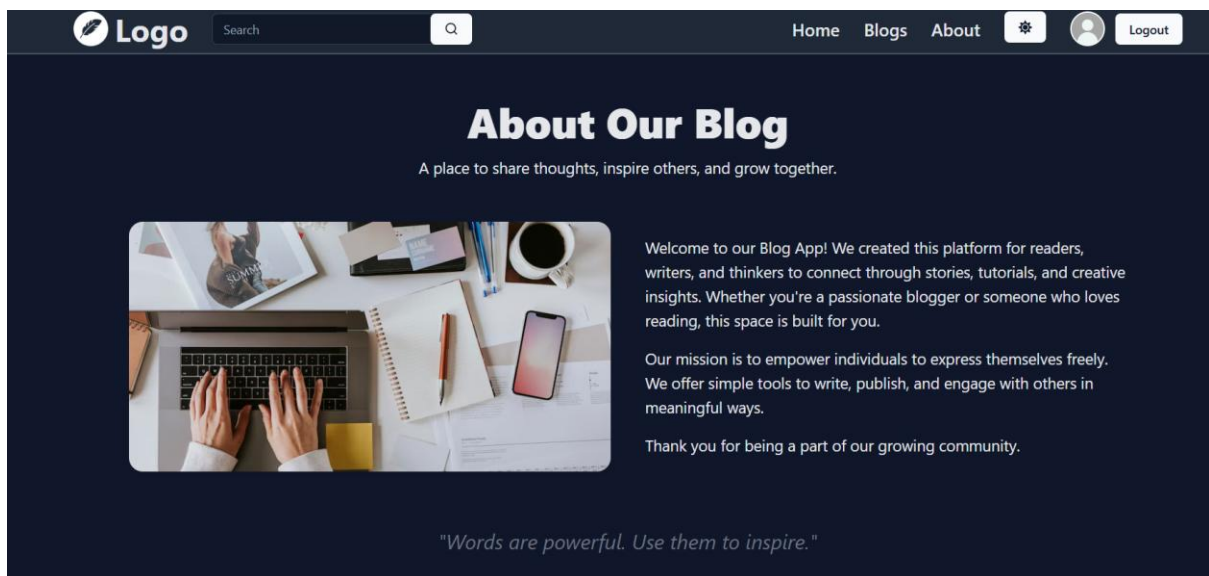 Logo
Search
Home
Blogs
About
Logout
About Our Blog
A place to share thoughts, inspire others, and grow together.
SUMMER
NAME
SURNAME
Welcome to our Blog App! We created this platform for readers,
writers, and thinkers to connect through stories, tutorials, and creative
insights. Whether you're a passionate blogger or someone who loves
reading, this space is built for you.
Our mission is to empower individuals to express themselves freely.
We offer simple tools to write, publish, and engage with others in
meaningful ways.
Thank you for being a part of our growing community.
"Words are powerful. Use them to inspire."